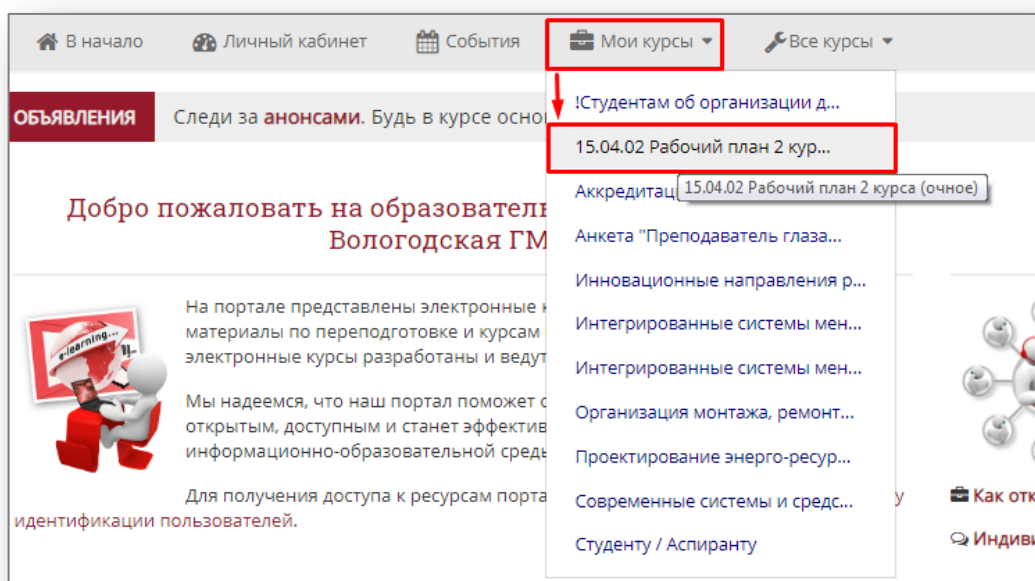 В начало
Личный кабинет
События
Мои курсы
Все курсы
ОБЪЯВЛЕНИЯ
Следи за анонсами. Будь в курсе осно
!Студентам об организации д...
15.04.02 Рабочий план 2 кур...
15.04.02 Рабочий план 2 курса (очное)
Аккредитац
Анкета "Преподаватель глаза...
Инновационные направления р...
Интегрированные системы мен...
Интегрированные системы мен...
Организация монтажа, ремонт...
Проектирование энерго-ресур...
Современные системы и средс...
Студенту / Аспиранту
Добро пожаловать на образователь
Вологодская ГМ
e-learning...
На портале представлены электронные
материалы по переподготовке и курсам
электронные курсы разработаны и ведут
Мы надеемся, что наш портал поможет
открытым, доступным и станет эффектив
информационно-образовательной среды
Для получения доступа к ресурсам порта
у
идентификации пользователей.
Как отк
Индиви